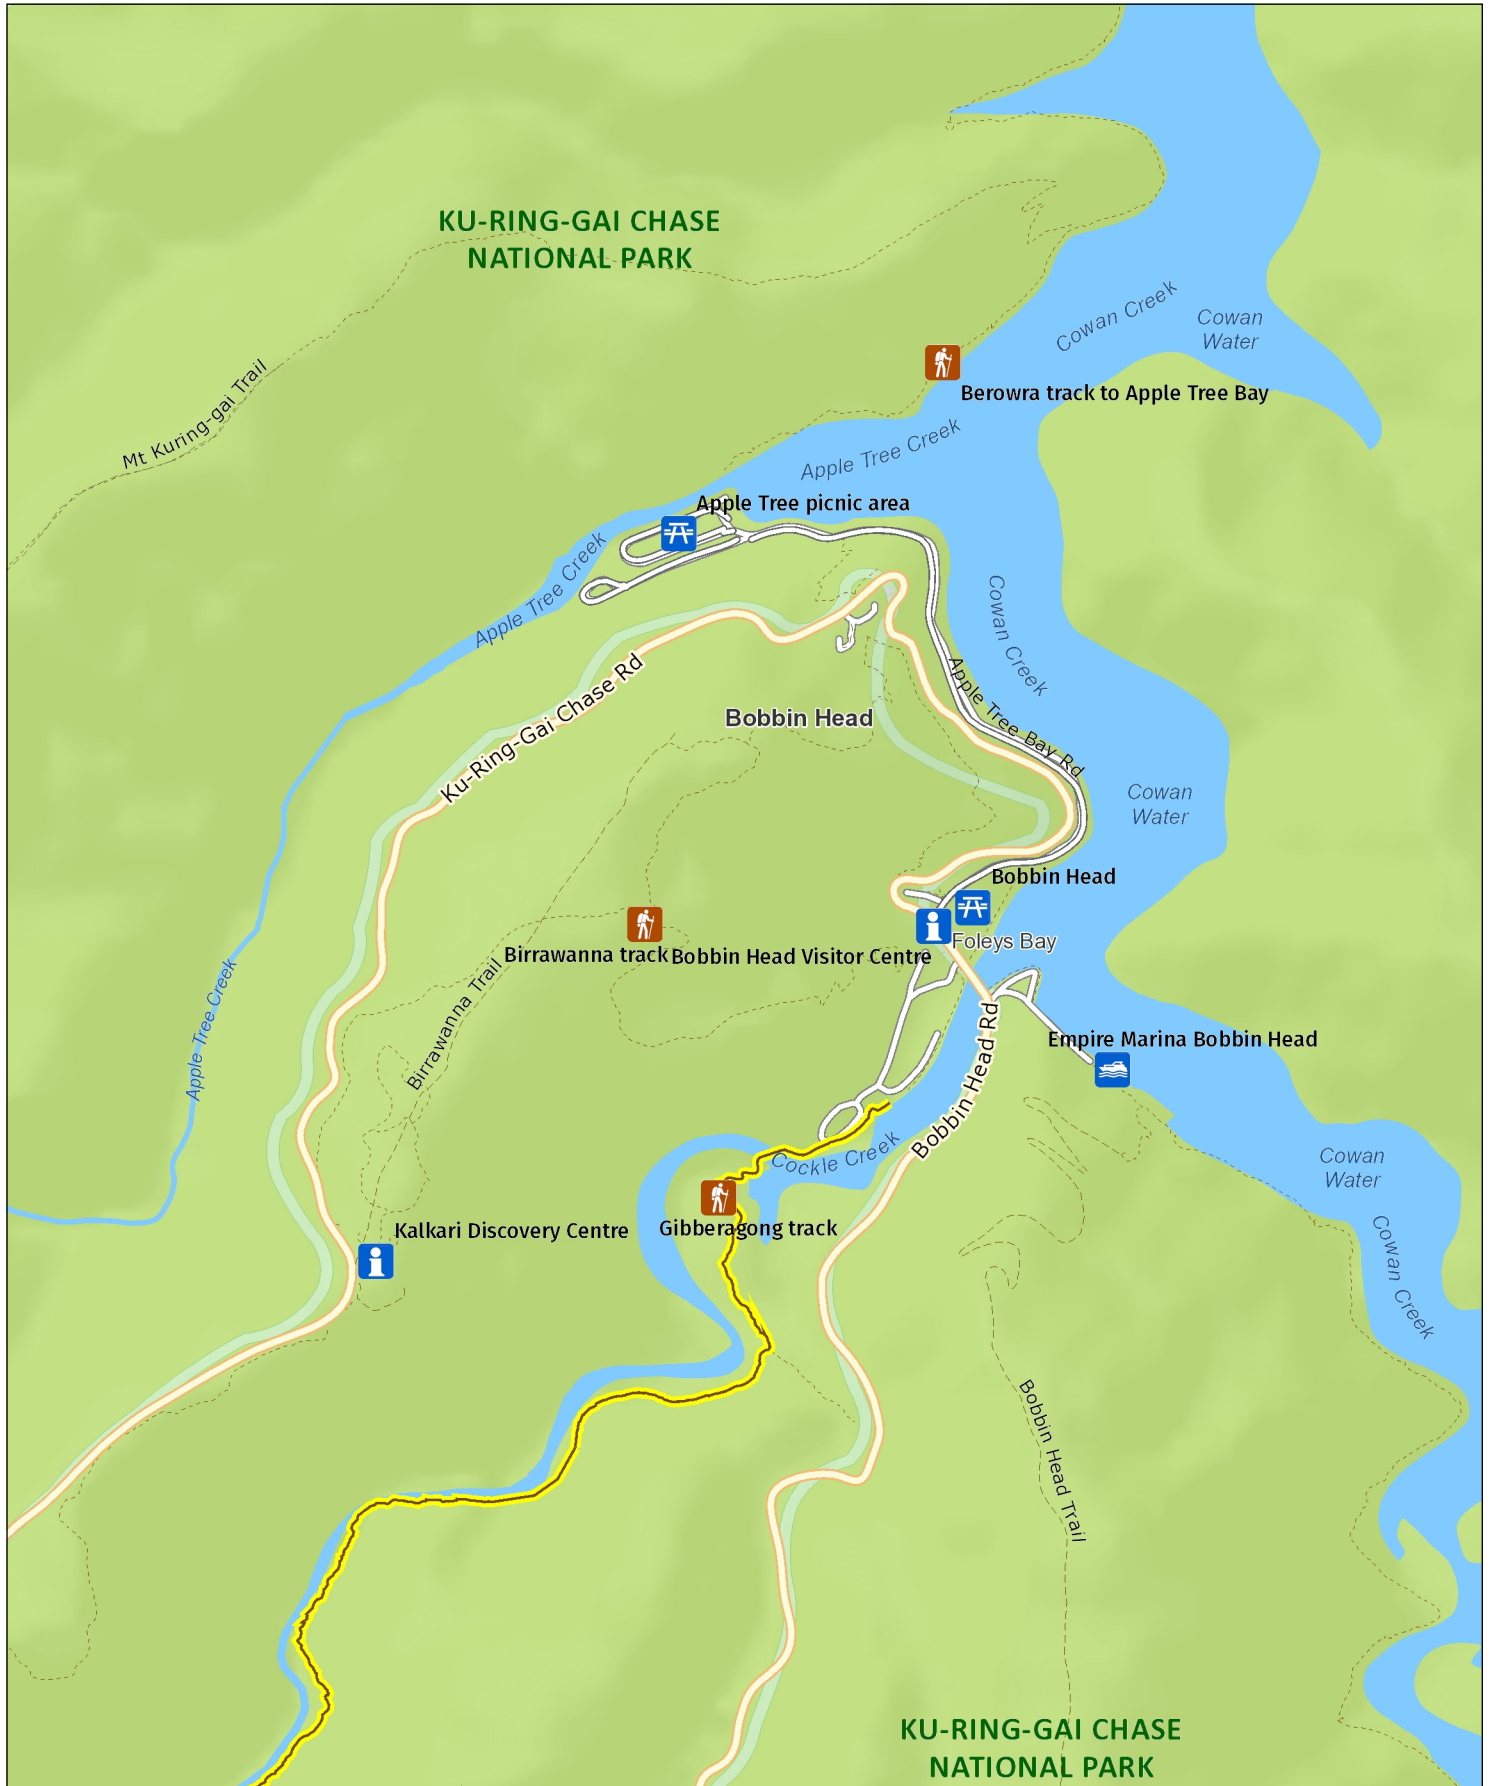 KU-RING-GAI CHASE
NATIONAL PARK
Cowan Creek
Cowan
Water
Mt Kuring-gai Trail
Berowra track to Apple Tree Bay
Apple Tree Creek
Apple Tree picnic area
Apple Tree Creek
Cowan Creek
Ku-Ring-Gai Chase Rd
Apple Tree Bay Rd
Bobbin Head
Cowan
Water
Bobbin Head
Foleys Bay
Birrawanna track
Bobbin Head Visitor Centre
Apple Tree Creek
Birrawanna Trail
Empire Marina Bobbin Head
Bobbin Head Rd
Cockle Creek
Cowan
Water
Gibberagong track
Kalkari Discovery Centre
Cowan Creek
Bobbin Head Trail
KU-RING-GAI CHASE
NATIONAL PARK